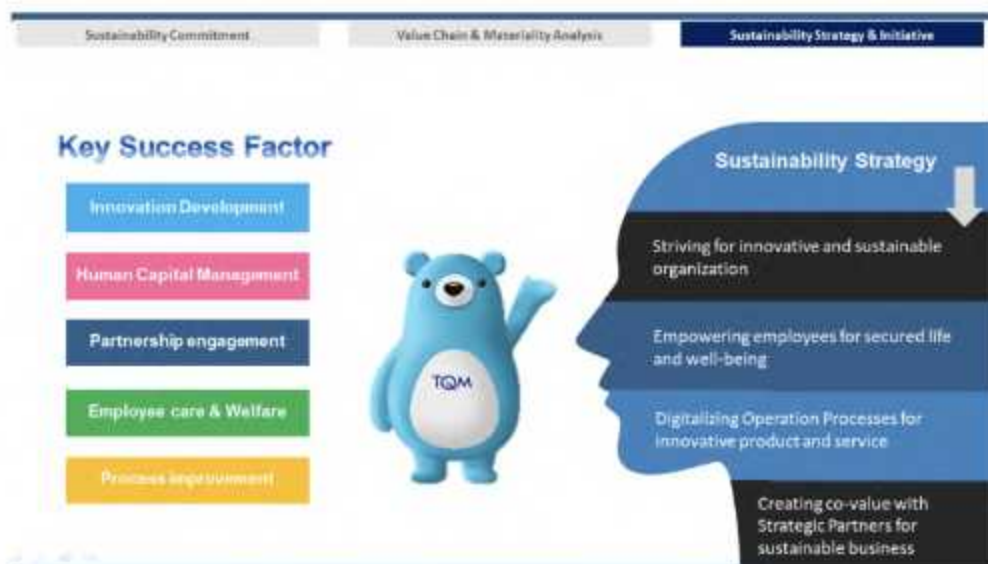 Sustainability Commitment
Value Chain & Materiality Analysis
Sustainability Strategy & Initiative
Key Success Factor
Innovation Development
Human Capital Management
Partnership engagement
Employee care & Welfare
Process improvement
TQM
Sustainability Strategy
Striving for innovative and sustainable
organization
Empowering employees for secured life
and well-being
Digitalizing Operation Processes for
innovative product and service
Creating co-value with
Strategic Partners for
sustainable business